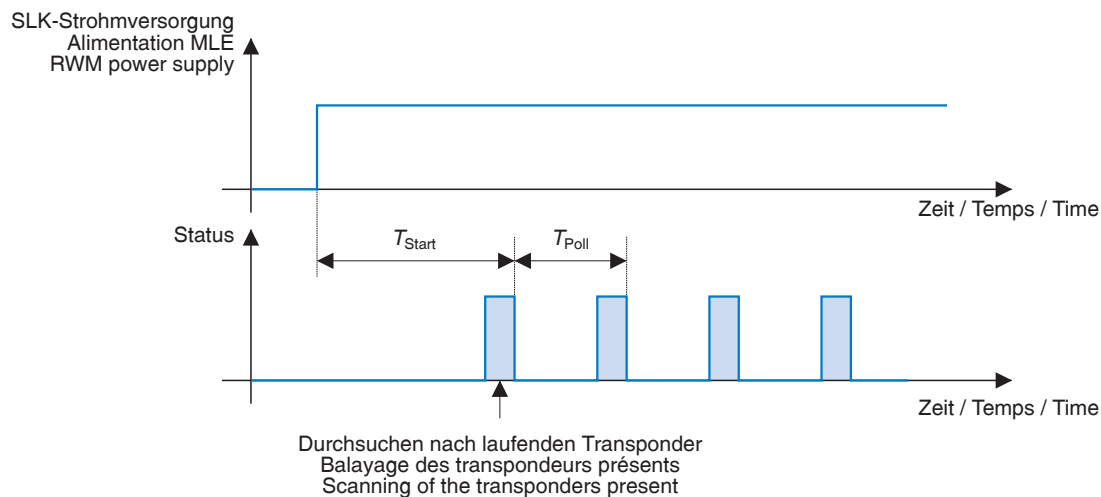 SLK-Strohmversorgung
Alimentation MLE
RWM power supply
Zeit / Temps / Time
Status
TStart
TPoll
Zeit / Temps / Time
Durchsuchen nach laufenden Transponder
Balayage des transpondeurs présents
Scanning of the transponders present